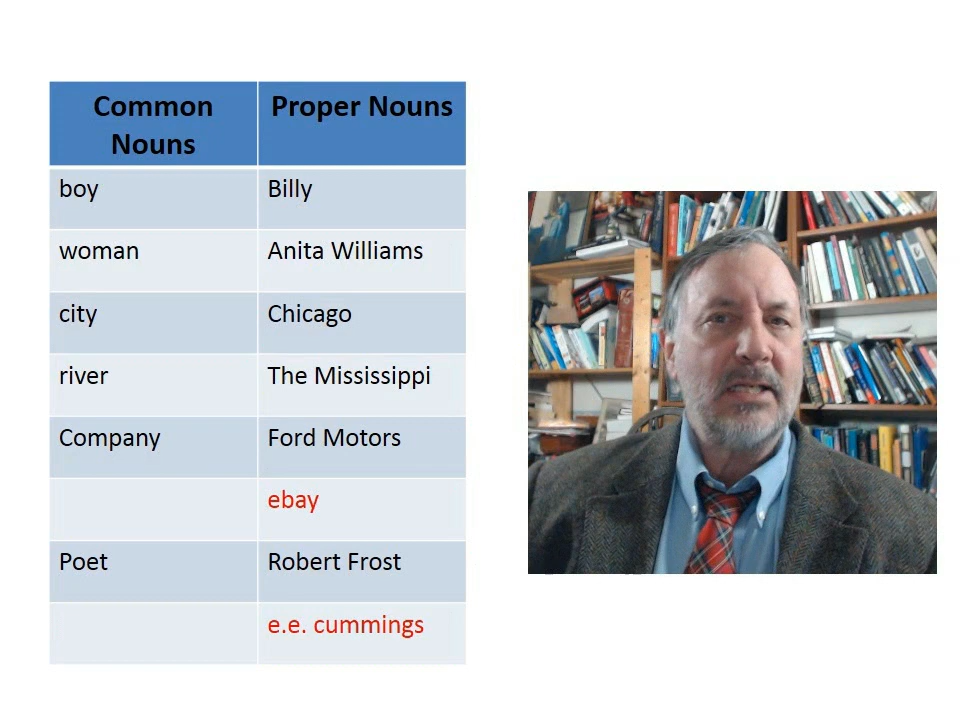 Common Nouns
Proper Nouns
boy
Billy
woman
Anita Williams
city
Chicago
river
The Mississippi
Company
Ford Motors
ebay
Poet
Robert Frost
e.e. cummings